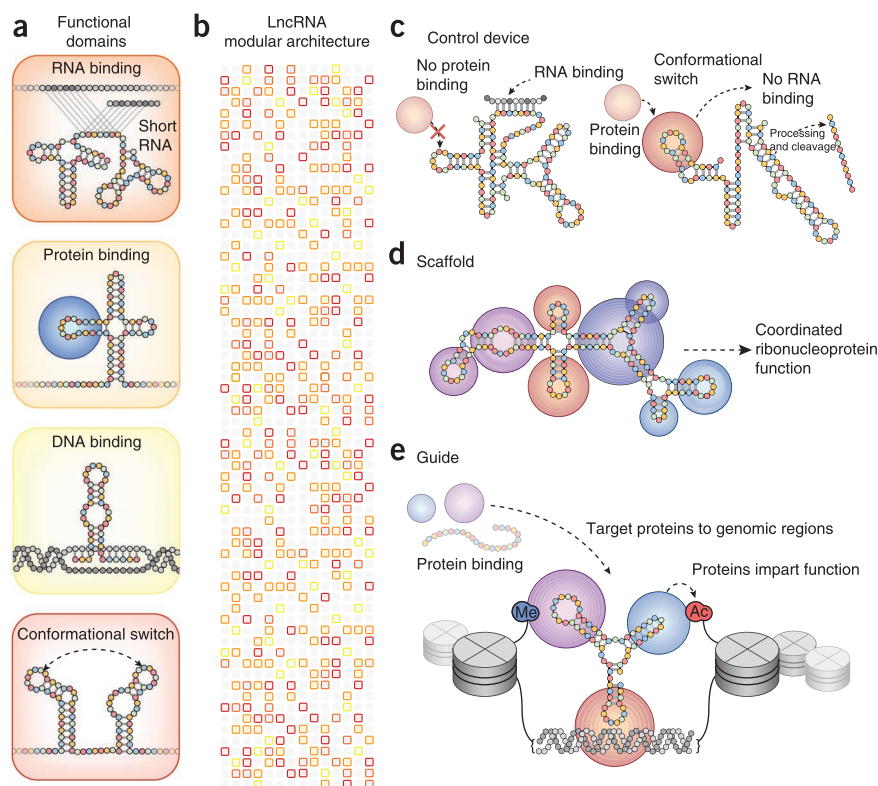 a
Functional
domains
RNA binding
Short
RNA
Protein binding
DNA binding
Conformational switch
b
LncRNA
modular architecture
c
Control device
No protein
binding
RNA binding
Conformational
switch
Protein
binding
No RNA
binding
Processing
and cleavage
d
Scaffold
Coordinated
ribonucleoprotein
function
e
Guide
Target proteins to genomic regions
Protein binding
Proteins impart function
Me
Ac